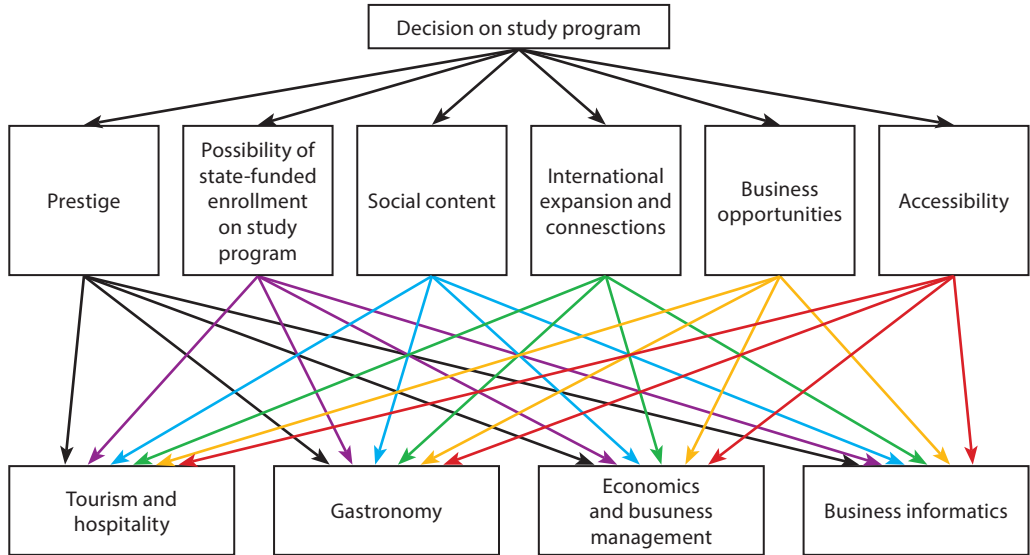 Decision on study program
Prestige
Possibility of
state-funded
enrollment
on study
program
Social content
International
expansion and
connesctions
Business
opportunities
Accessibility
Tourism and
hospitality
Gastronomy
Economics
and busuness
management
Business informatics